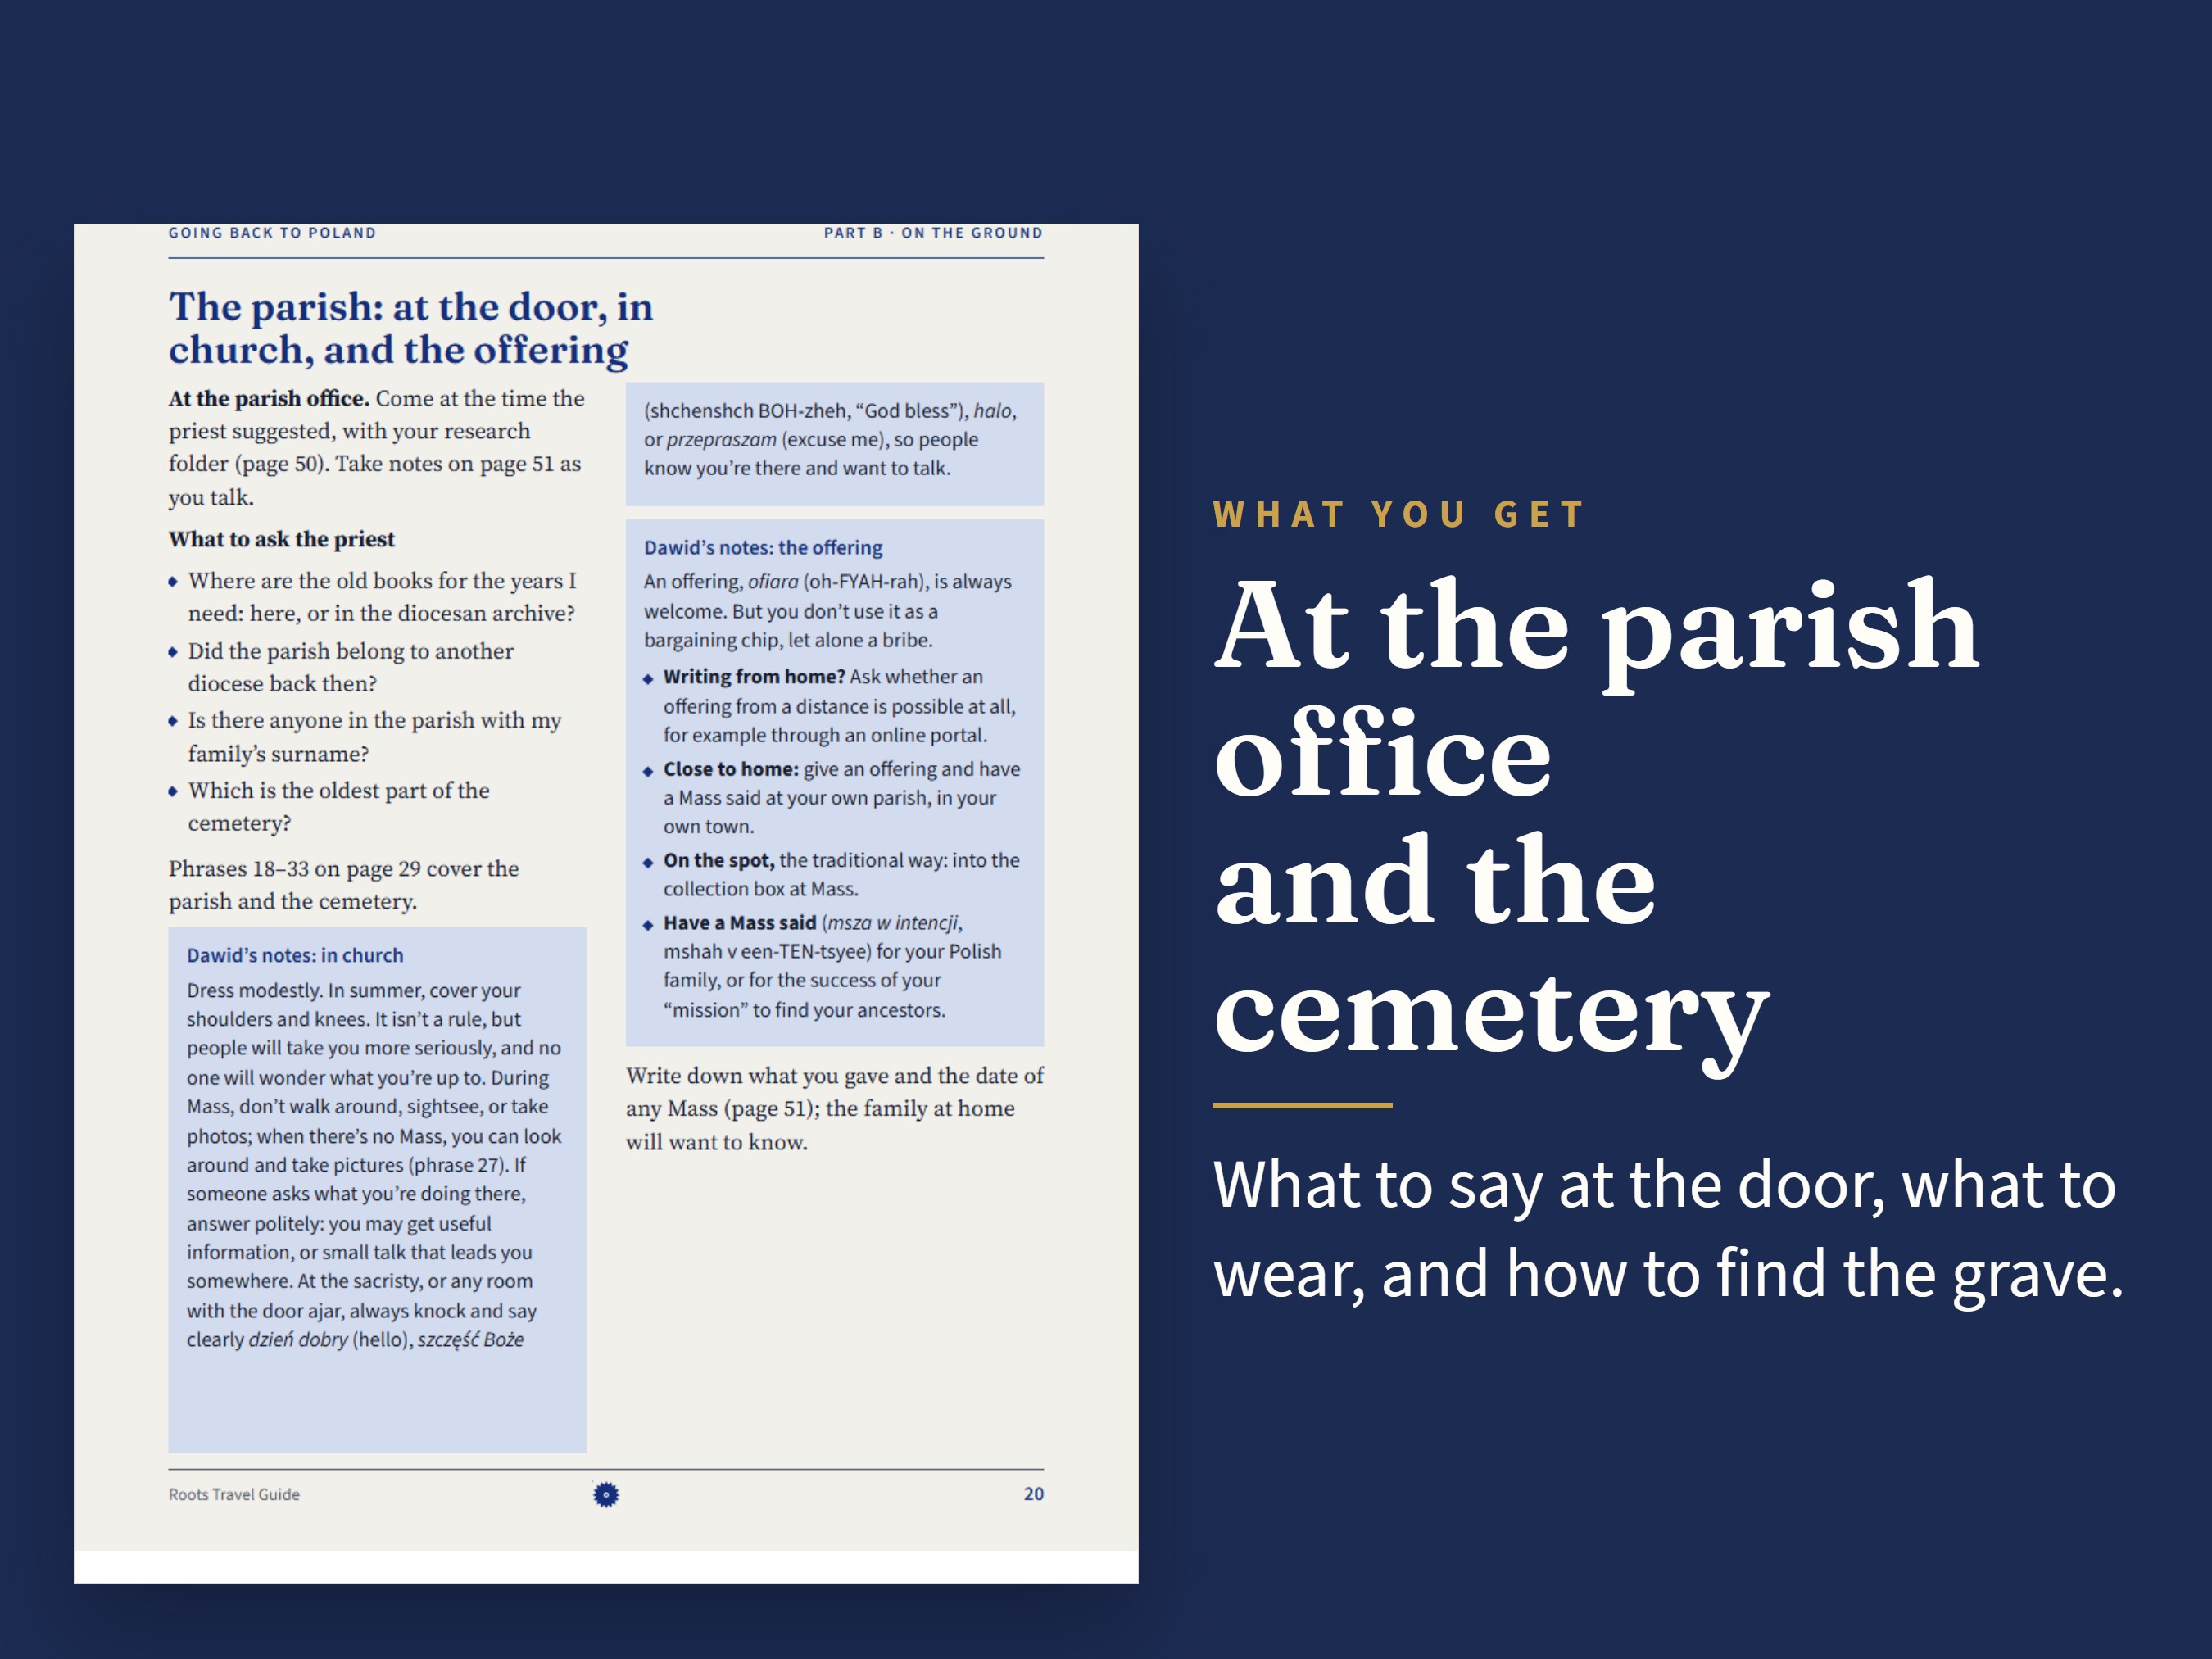 GOING BACK TO POLAND
PART B · ON THE GROUND
The parish: at the door, in
church, and the offering
At the parish office. Come at the time the
priest suggested, with your research
folder (page 50). Take notes on page 51 as
you talk.
What to ask the priest
Where are the old books for the years I
need: here, or in the diocesan archive?
Did the parish belong to another
diocese back then?
Is there anyone in the parish with my
family’s surname?
Which is the oldest part of the
cemetery?
Phrases 18–33 on page 29 cover the
parish and the cemetery.
Dawid’s notes: in church
Dress modestly. In summer, cover your
shoulders and knees. It isn’t a rule, but
people will take you more seriously, and no
one will wonder what you’re up to. During
Mass, don’t walk around, sightsee, or take
photos; when there’s no Mass, you can look
around and take pictures (phrase 27). If
someone asks what you’re doing there,
answer politely: you may get useful
information, or small talk that leads you
somewhere. At the sacristy, or any room
with the door ajar, always knock and say
clearly dzień dobry (hello), szczęść Boże
(shchenshch BOH-zheh, “God bless”), halo,
or przepraszam (excuse me), so people
know you’re there and want to talk.
Dawid’s notes: the offering
An offering, ofiara (oh-FYAH-rah), is always
welcome. But you don’t use it as a
bargaining chip, let alone a bribe.
Writing from home? Ask whether an
offering from a distance is possible at all,
for example through an online portal.
Close to home: give an offering and have
a Mass said at your own parish, in your
own town.
On the spot, the traditional way: into the
collection box at Mass.
Have a Mass said (msza w intencji,
mshah v een-TEN-tsyee) for your Polish
family, or for the success of your
“mission” to find your ancestors.
Write down what you gave and the date of
any Mass (page 51); the family at home
will want to know.
Roots Travel Guide
20
WHAT YOU GET
At the parish
office
and the
cemetery
What to say at the door, what to
wear, and how to find the grave.